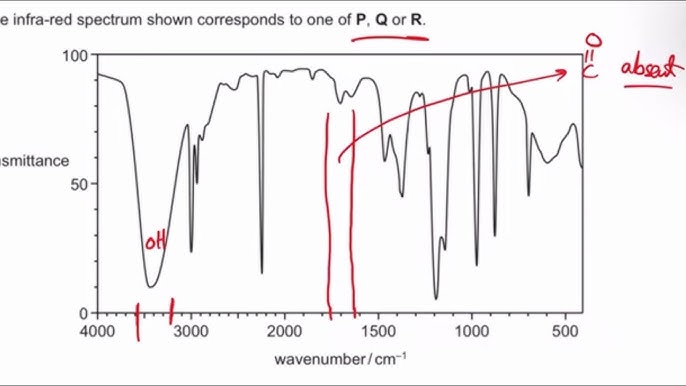 e infra-red spectrum shown corresponds to one of P, Q or R.
O
C absent
100
smittance
50
OH
0
4000 3000 2000 1500 1000 500
wavenumber / cm⁻¹